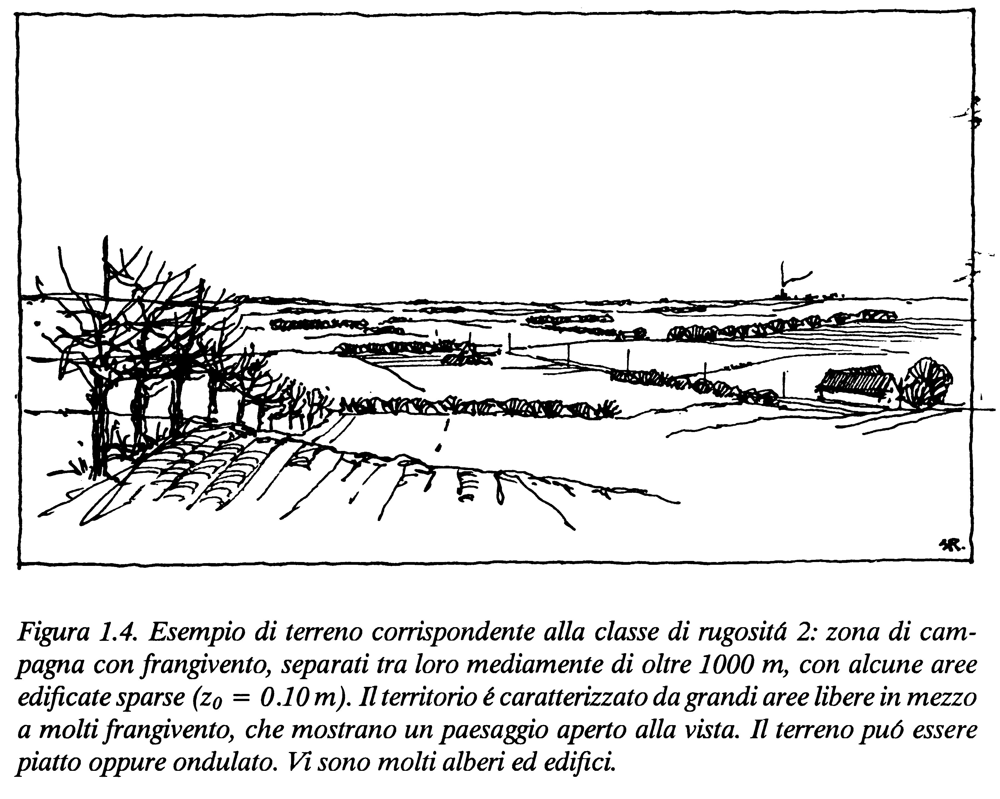 Figura 1.4. Esempio di terreno corrispondente alla classe di rugositá 2: zona di cam-
pagna con frangivento, separati tra loro mediamente di oltre 1000 m, con alcune aree
edificate sparse (z₀ = 0.10 m). Il territorio é caratterizzato da grandi aree libere in mezzo
a molti frangivento, che mostrano un paesaggio aperto alla vista. Il terreno puó essere
piatto oppure ondulato. Vi sono molti alberi ed edifici.